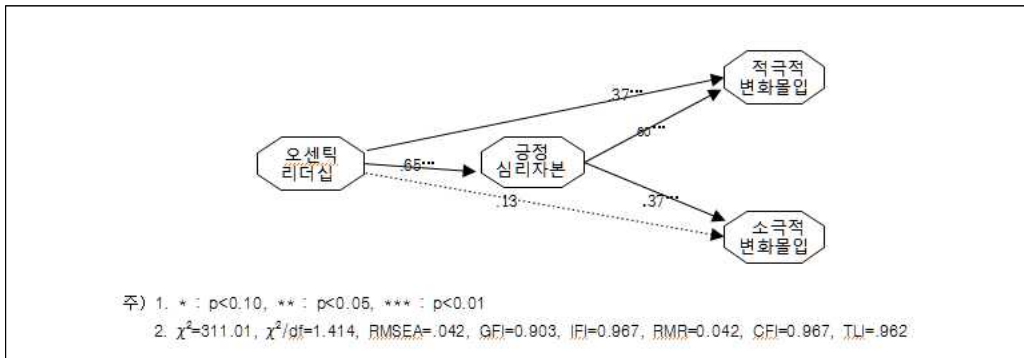 적극적
변화몰입
.37***
.60***
오센틱
리더십
.65***
긍정
심리자본
.13
.37***
소극적
변화몰입
주) 1. * : p<0.10, ** : p<0.05, *** : p<0.01
2. χ²=311.01, χ²/df=1.414, RMSEA=.042, GFI=0.903, IFI=0.967, RMR=0.042, CFI=0.967, TLI=.962